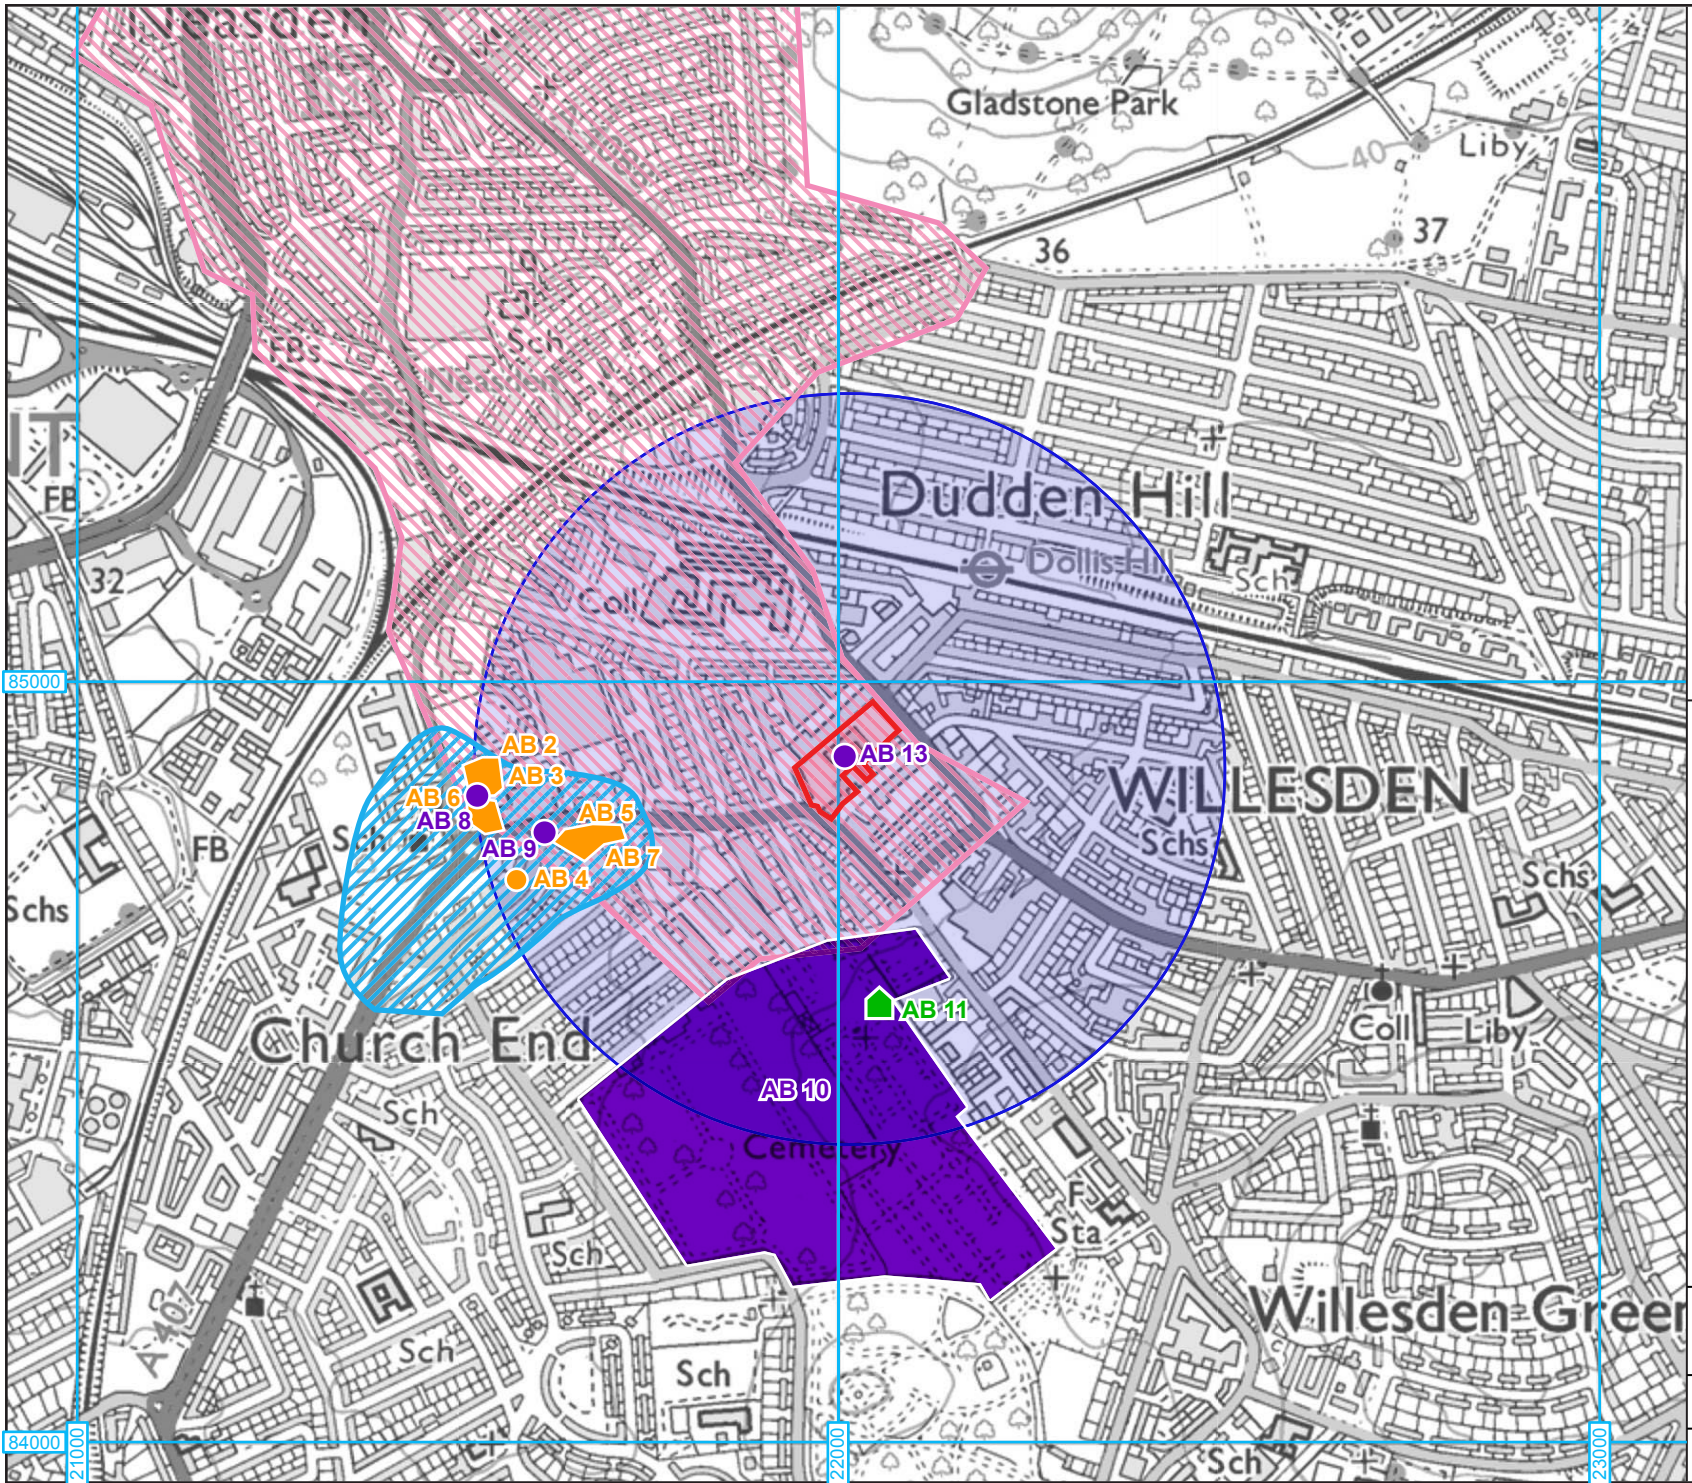 Neasden
Gladstone Park
Liby
40
36
37
Sch
FBs
Neasden
IT
FB
Dudden Hill
Dollis Hill
Sch
32
Coll
85000
AB 2
AB 3
AB 6
AB 8
AB 5
AB 9
AB 7
AB 4
AB 13
WILLESDEN
Schs
Sch
FB
Schs
Schs
AB 11
Coll
Liby
Church End
AB 10
Sch
Cemetery
F
Sta
Sch
A 407
Willesden Green
Sch
Sch
Sch
84000
21000
22000
23000